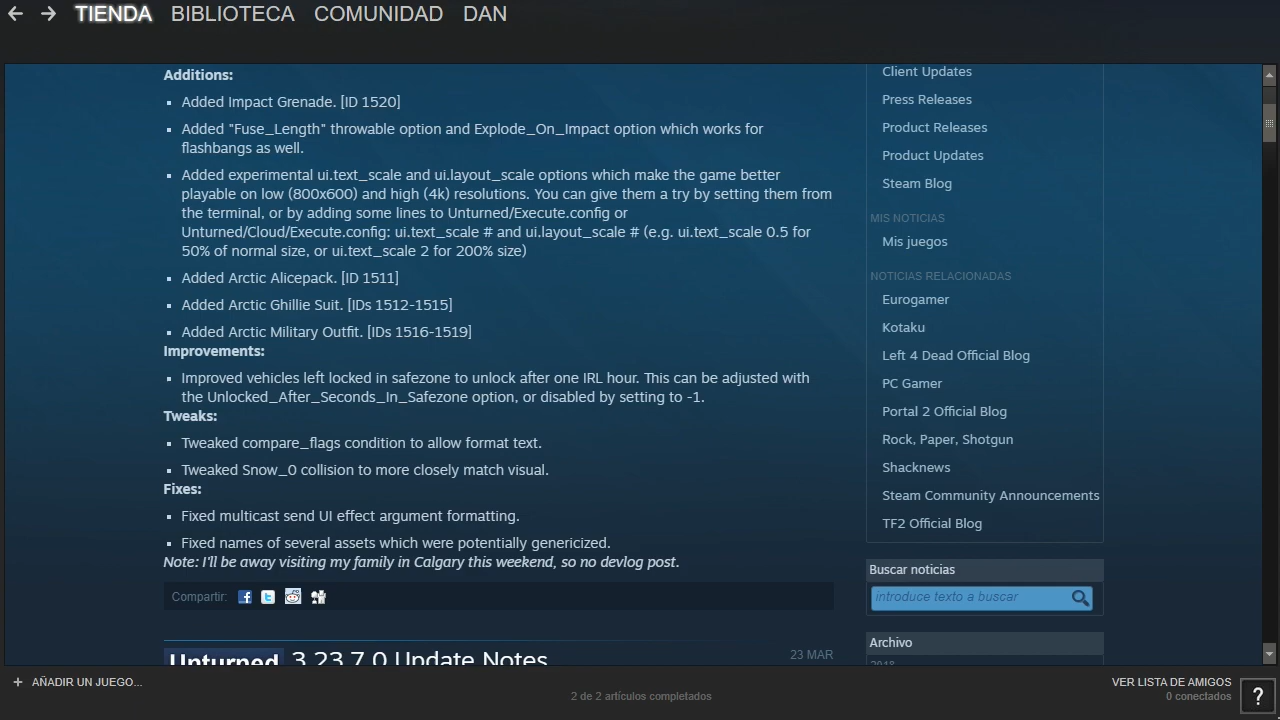 TIENDA BIBLIOTECA COMUNIDAD DAN
Additions:
Added Impact Grenade. [ID 1520]
Added "Fuse_Length" throwable option and Explode_On_Impact option which works for
flashbangs as well.
Added experimental ui.text_scale and ui.layout_scale options which make the game better
playable on low (800x600) and high (4k) resolutions. You can give them a try by setting them from
the terminal, or by adding some lines to Unturned/Execute.config or
Unturned/Cloud/Execute.config: ui.text_scale # and ui.layout_scale # (e.g. ui.text_scale 0.5 for
50% of normal size, or ui.text_scale 2 for 200% size)
Added Arctic Alicepack. [ID 1511]
Added Arctic Ghillie Suit. [IDs 1512-1515]
Added Arctic Military Outfit. [IDs 1516-1519]
Improvements:
Improved vehicles left locked in safezone to unlock after one IRL hour. This can be adjusted with
the Unlocked_After_Seconds_In_Safezone option, or disabled by setting to -1.
Tweaks:
Tweaked compare_flags condition to allow format text.
Tweaked Snow_0 collision to more closely match visual.
Fixes:
Fixed multicast send UI effect argument formatting.
Fixed names of several assets which were potentially genericized.
Note: I'll be away visiting my family in Calgary this weekend, so no devlog post.
Compartir:
Unturned 3.23.7.0 Update Notes
23 MAR
Client Updates
Press Releases
Product Releases
Product Updates
Steam Blog
MIS NOTICIAS
Mis juegos
NOTICIAS RELACIONADAS
Eurogamer
Kotaku
Left 4 Dead Official Blog
PC Gamer
Portal 2 Official Blog
Rock, Paper, Shotgun
Shacknews
Steam Community Announcements
TF2 Official Blog
Buscar noticias
introduce texto a buscar
Archivo
2018
+ AÑADIR UN JUEGO...
2 de 2 artículos completados
VER LISTA DE AMIGOS
0 conectados
?